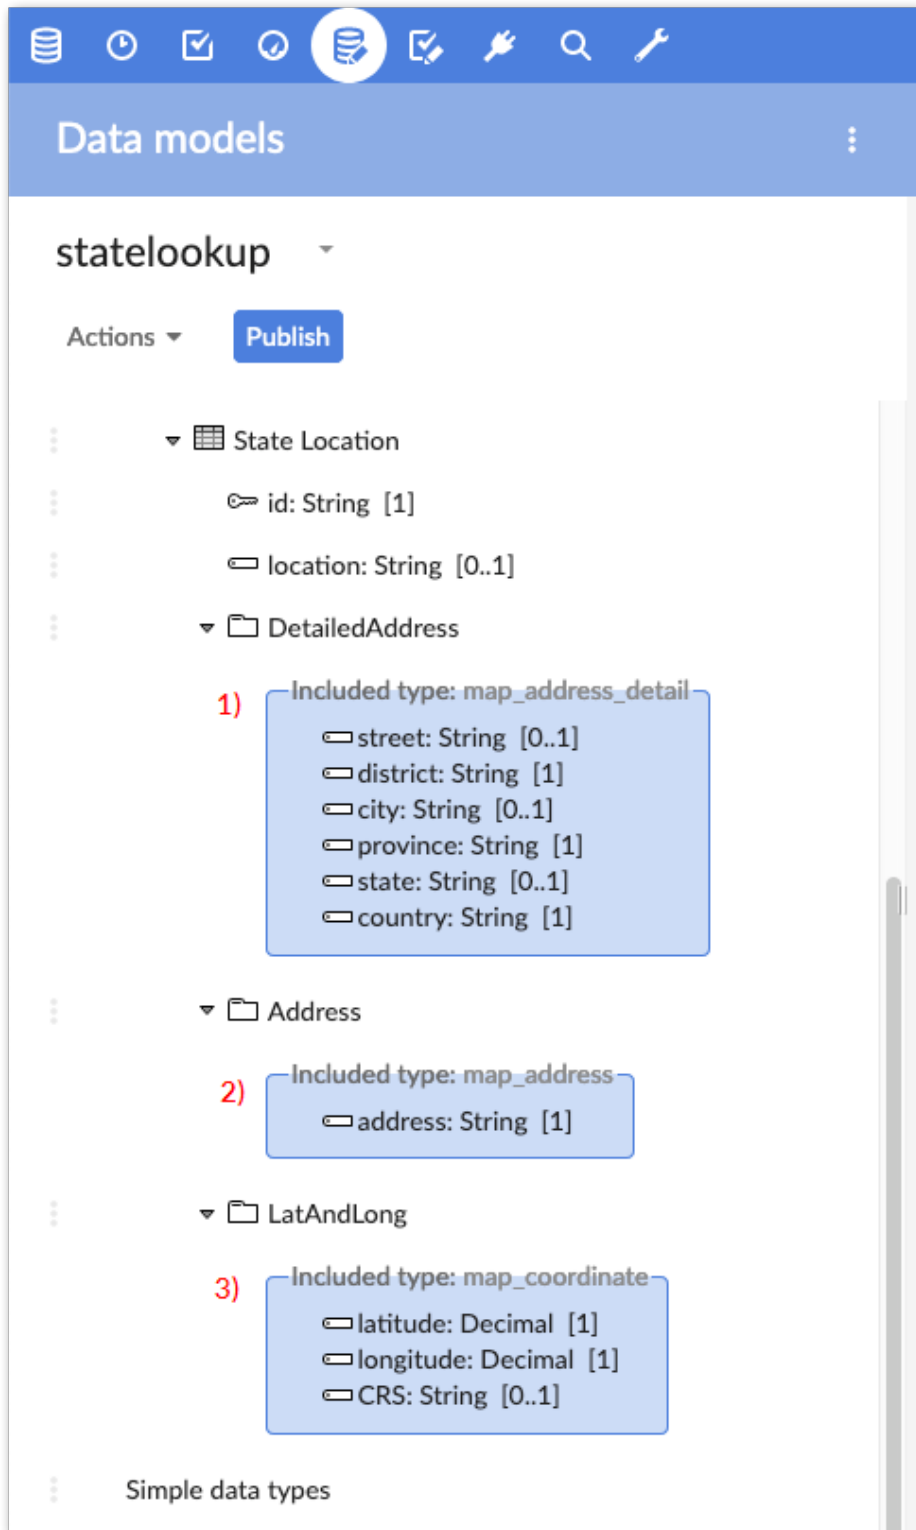 Data models
statelookup
Actions Publish
State Location
id: String [1]
location: String [0..1]
DetailedAddress
1) Included type: map_address_detail
street: String [0..1]
district: String [1]
city: String [0..1]
province: String [1]
state: String [0..1]
country: String [1]
Address
2) Included type: map_address
address: String [1]
LatAndLong
3) Included type: map_coordinate
latitude: Decimal [1]
longitude: Decimal [1]
CRS: String [0..1]
Simple data types